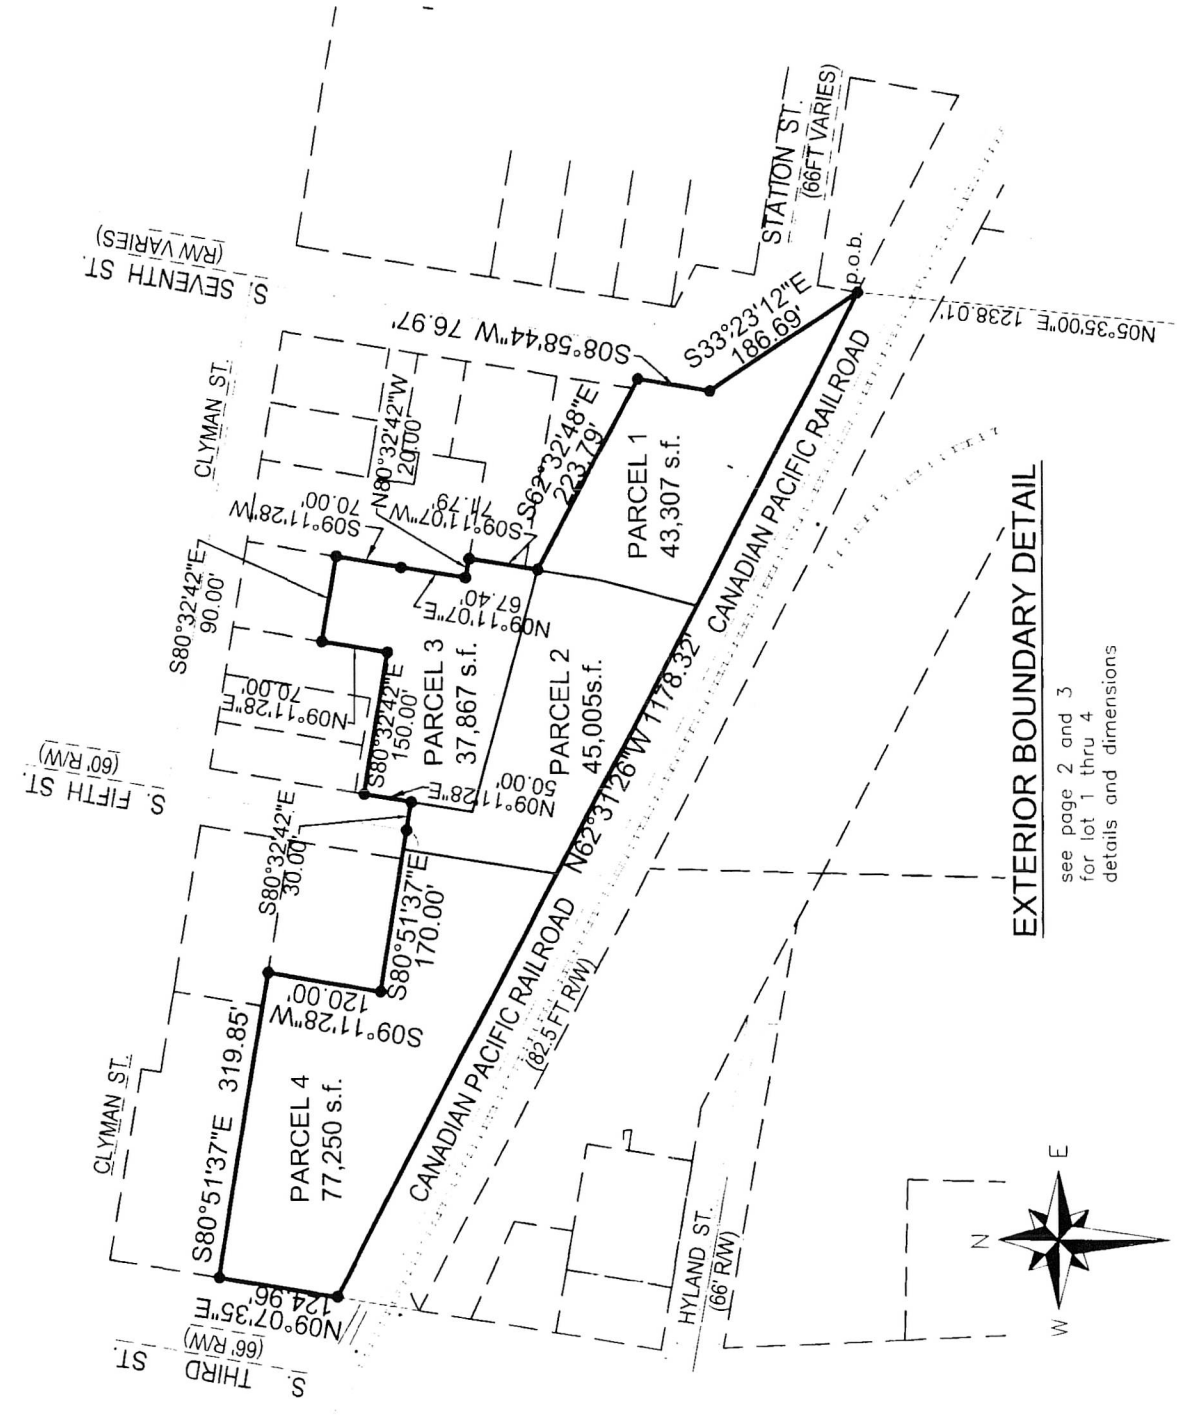 S. SEVENTH ST.
(R/W VARIES)
CLYMAN ST.
S. FIFTH ST.
(60' R/W)
CLYMAN ST.
S. THIRD ST.
(66' R/W)
STATION ST.
(66FT VARIES)
p.o.b.
N05°35'00"E 1238.01'
S33°23'12"E
186.69'
S08°58'44"W 76.97'
S62°32'48"E
223.79'
N80°32'42"W
20.00'
S09°11'28"W
70.00'
S09°11'07"W
71.79'
N09°11'07"E
67.40'
S80°32'42"E
90.00'
N09°11'28"E
70.00'
S80°32'42"E
150.00'
N09°11'28"E
50.00'
S80°32'42"E
30.00'
S80°51'37"E
170.00'
S09°11'28"W
120.00'
S80°51'37"E 319.85'
N09°07'35"E
124.96'
N62°31'26"W 1178.32'
PARCEL 1
43,307 s.f.
PARCEL 2
45,005s.f.
PARCEL 3
37,867 s.f.
PARCEL 4
77,250 s.f.
CANADIAN PACIFIC RAILROAD
CANADIAN PACIFIC RAILROAD
CANADIAN PACIFIC RAILROAD
(82.5 FT R/W)
HYLAND ST.
(66' R/W)
EXTERIOR BOUNDARY DETAIL
see page 2 and 3
for lot 1 thru 4
details and dimensions
N
W
E